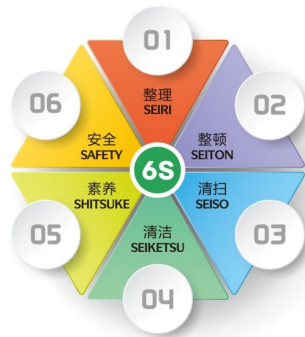 01
整理
SEIRI
02
整顿
SEITON
03
清扫
SEISO
04
清洁
SEIKETSU
05
素养
SHITSUKE
06
安全
SAFETY
6S